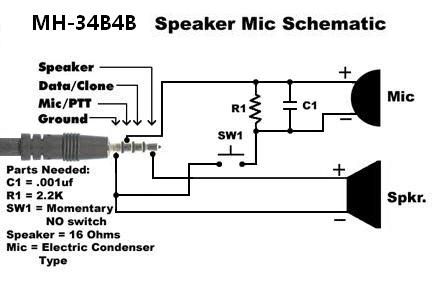 MH-34B4B Speaker Mic Schematic
Speaker
Data/Clone
Mic/PTT
Ground
+
R1
C1
Mic
SW1
−
+
Parts Needed:
C1 = .001uf
R1 = 2.2K
SW1 = Momentary
NO switch
Speaker = 16 Ohms
Mic = Electric Condenser
Type
Spkr.
−